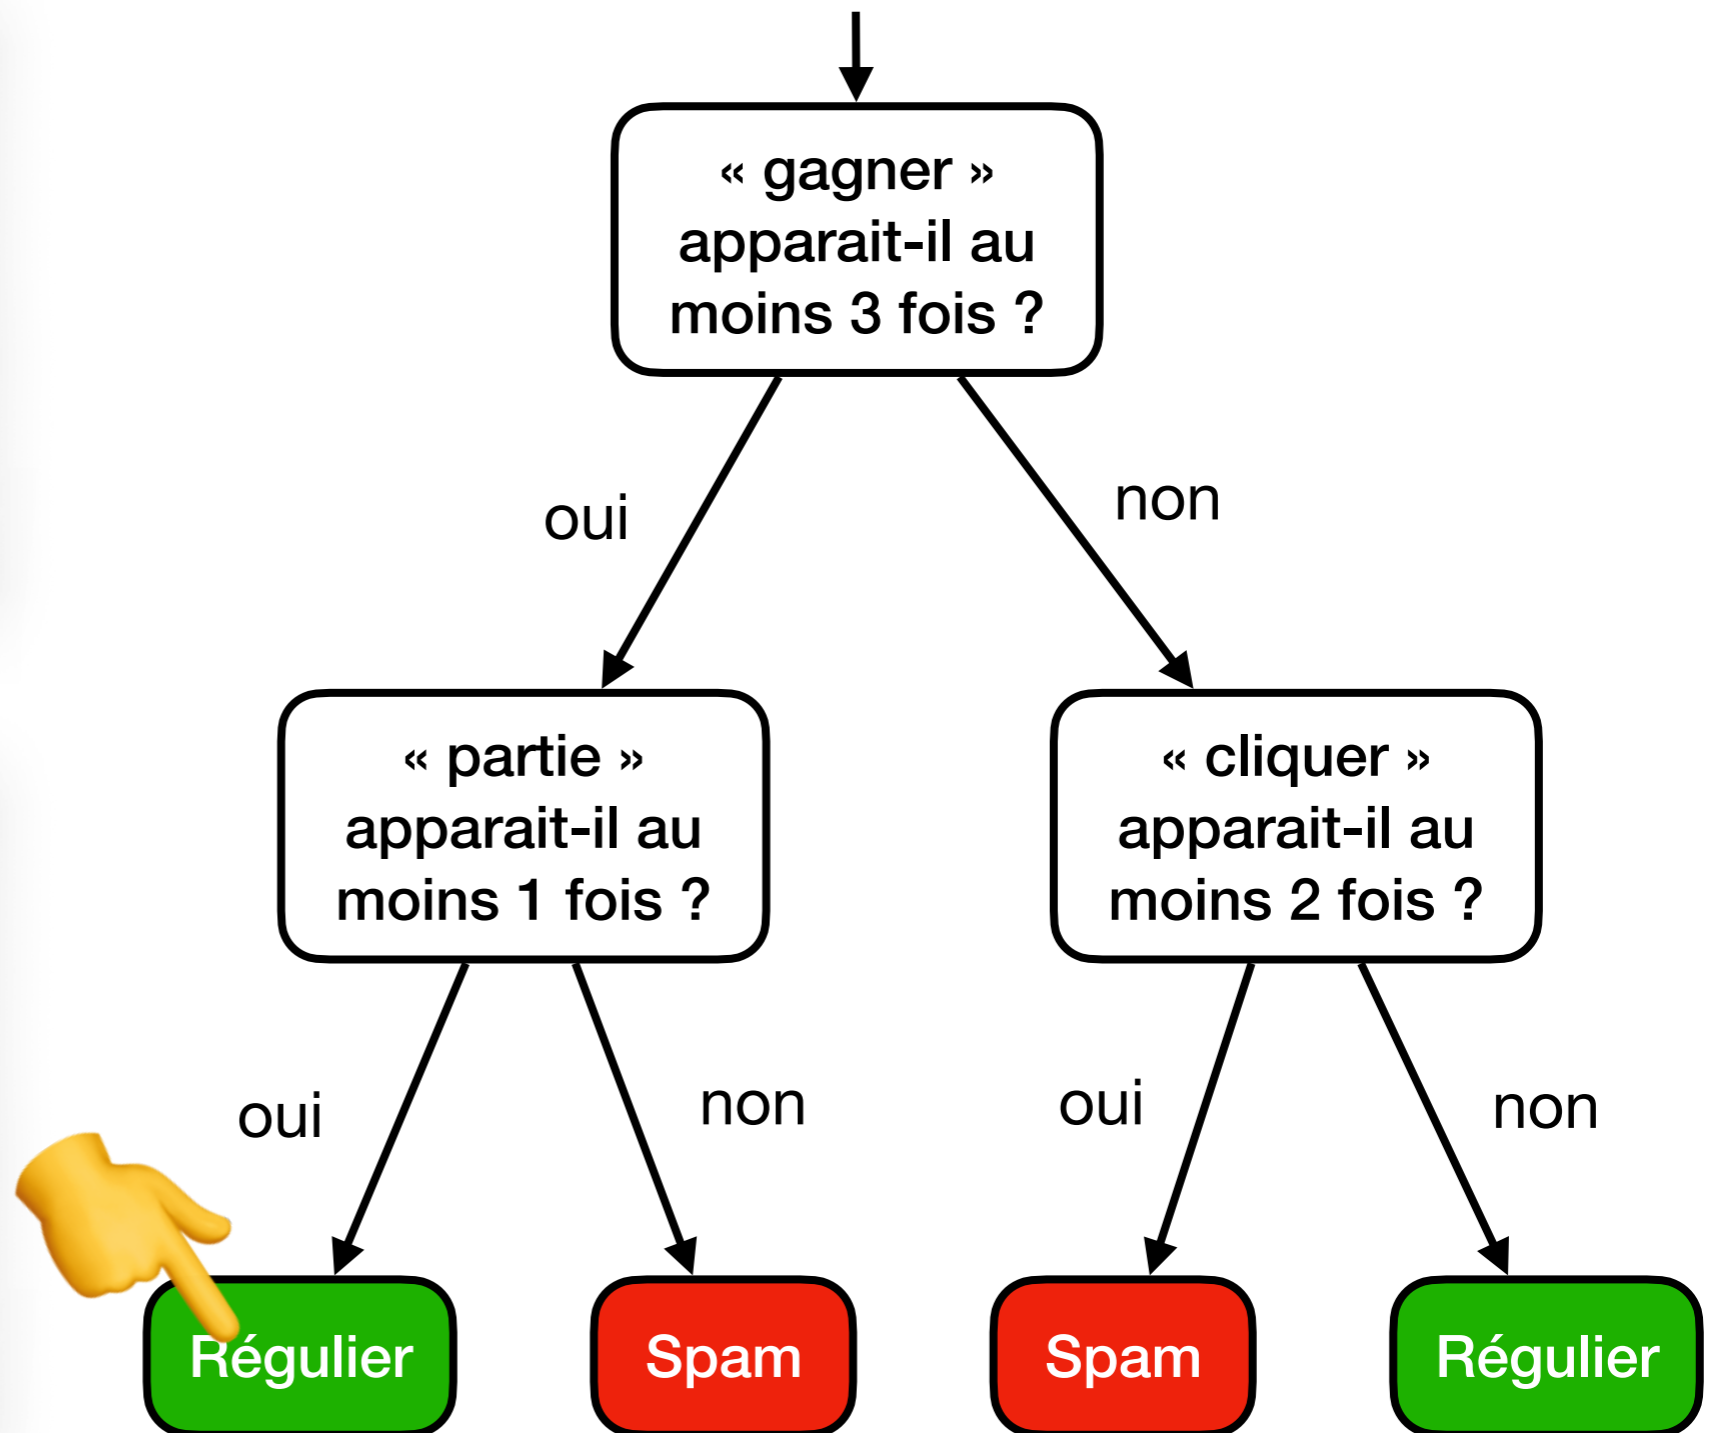 « gagner »
apparait-il au
moins 3 fois ?
oui
non
« partie »
apparait-il au
moins 1 fois ?
« cliquer »
apparait-il au
moins 2 fois ?
oui
non
oui
non
Régulier
Spam
Spam
Régulier